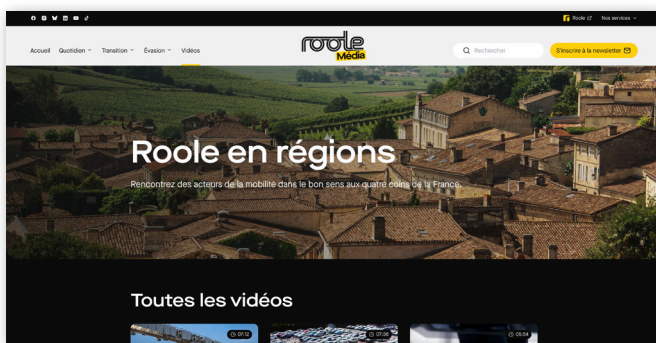 Roole
Nos services
Accueil
Quotidien
Transition
Évasion
Vidéos
roole
Média
Rechercher
S'inscrire à la newsletter
Roole en régions
Rencontrez des acteurs de la mobilité dans le bon sens aux quatre coins de la France.
Toutes les vidéos
07:12
07:36
05:54